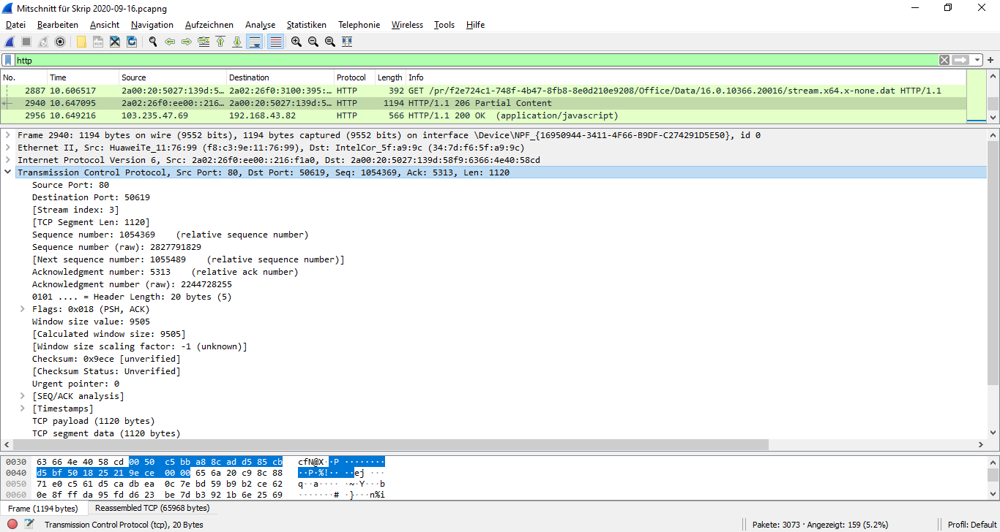 Mitschnitt für Skrip 2020-09-16.pcapng
Datei Bearbeiten Ansicht Navigation Aufzeichnen Analyse Statistiken Telephonie Wireless Tools Hilfe
http
No. Time Source Destination Protocol Length Info
2887 10.606517 2a00:20:5027:139d:5… 2a02:26f0:3100:395:… HTTP 392 GET /pr/f2e724c1-748f-4b47-8fb8-8e0d210e9208/Office/Data/16.0.10366.20016/stream.x64.x-none.dat HTTP/1.1
2940 10.647095 2a02:26f0:ee00::216… 2a00:20:5027:139d:5… HTTP 1194 HTTP/1.1 206 Partial Content
2956 10.649216 103.235.47.69 192.168.43.82 HTTP 566 HTTP/1.1 200 OK (application/javascript)
Frame 2940: 1194 bytes on wire (9552 bits), 1194 bytes captured (9552 bits) on interface \Device\NPF_{16950944-3411-4F66-B9DF-C274291D5E50}, id 0
Ethernet II, Src: HuaweiTe_11:76:99 (f8:c3:9e:11:76:99), Dst: IntelCor_5f:a9:9c (34:7d:f6:5f:a9:9c)
Internet Protocol Version 6, Src: 2a02:26f0:ee00::216:f1a0, Dst: 2a00:20:5027:139d:58f9:6366:4e40:58cd
Transmission Control Protocol, Src Port: 80, Dst Port: 50619, Seq: 1054369, Ack: 5313, Len: 1120
Source Port: 80
Destination Port: 50619
[Stream index: 3]
[TCP Segment Len: 1120]
Sequence number: 1054369 (relative sequence number)
Sequence number (raw): 2827791829
[Next sequence number: 1055489 (relative sequence number)]
Acknowledgment number: 5313 (relative ack number)
Acknowledgment number (raw): 2244728255
0101 .... = Header Length: 20 bytes (5)
Flags: 0x018 (PSH, ACK)
Window size value: 9505
[Calculated window size: 9505]
[Window size scaling factor: -1 (unknown)]
Checksum: 0x9ece [unverified]
[Checksum Status: Unverified]
Urgent pointer: 0
[SEQ/ACK analysis]
[Timestamps]
TCP payload (1120 bytes)
TCP segment data (1120 bytes)
0030 63 66 4e 40 58 cd 00 50 c5 bb a8 8c ad d5 85 cb cfN@X··P ········
0040 d5 bf 50 18 25 21 9e ce 00 00 65 6a 20 c9 8c 88 ··P·%!·· ··ej ···
0050 71 e0 c5 61 d5 ca db ea 0c 7e bd 59 b9 b2 ce 62 q··a···· ·~·Y···b
0060 0e 8f ff da 95 fd d6 23 be 7d b3 92 1b 6e 25 69 ·······# ·}···n%i
Frame (1194 bytes) Reassembled TCP (65968 bytes)
Transmission Control Protocol (tcp), 20 Bytes Pakete: 3073 · Angezeigt: 159 (5.2%) Profil: Default